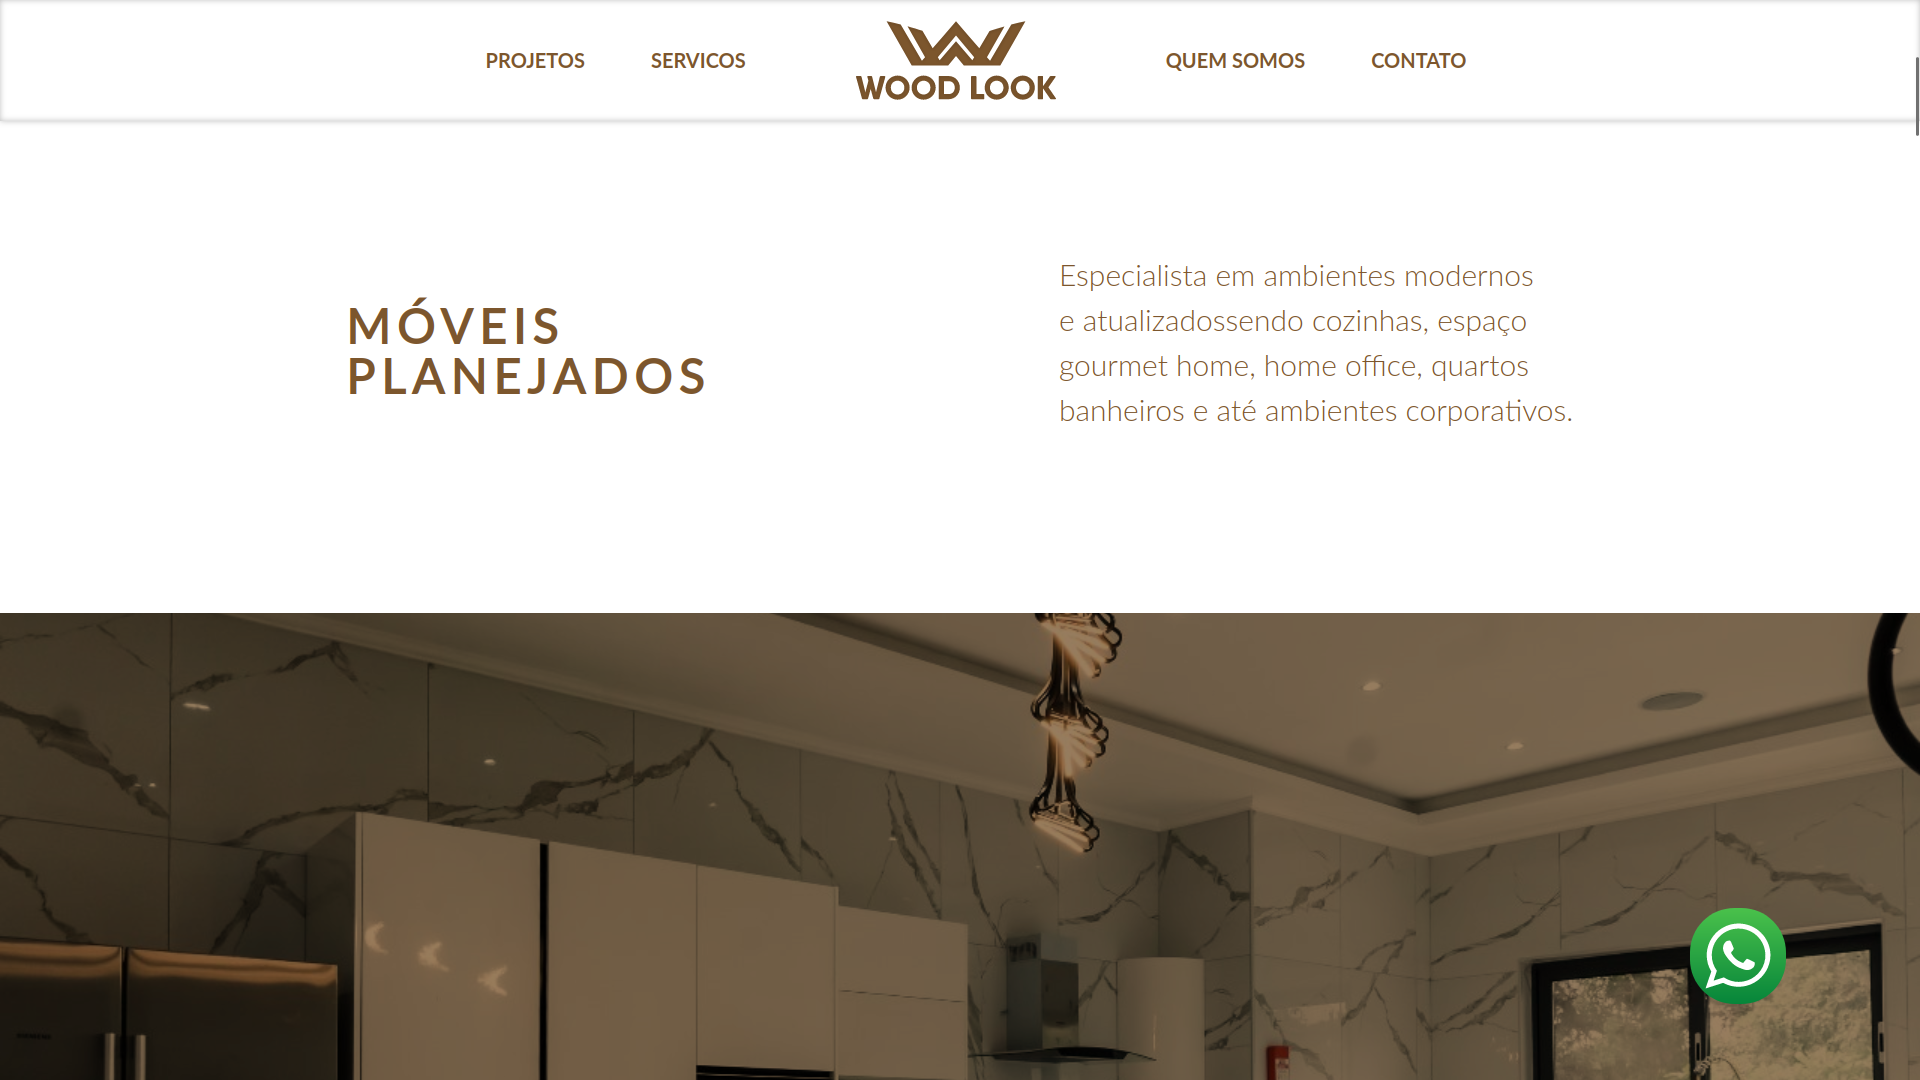 PROJETOS SERVICOS WOOD LOOK QUEM SOMOS CONTATO
MÓVEIS
PLANEJADOS
Especialista em ambientes modernos
e atualizadossendo cozinhas, espaço
gourmet home, home office, quartos
banheiros e até ambientes corporativos.